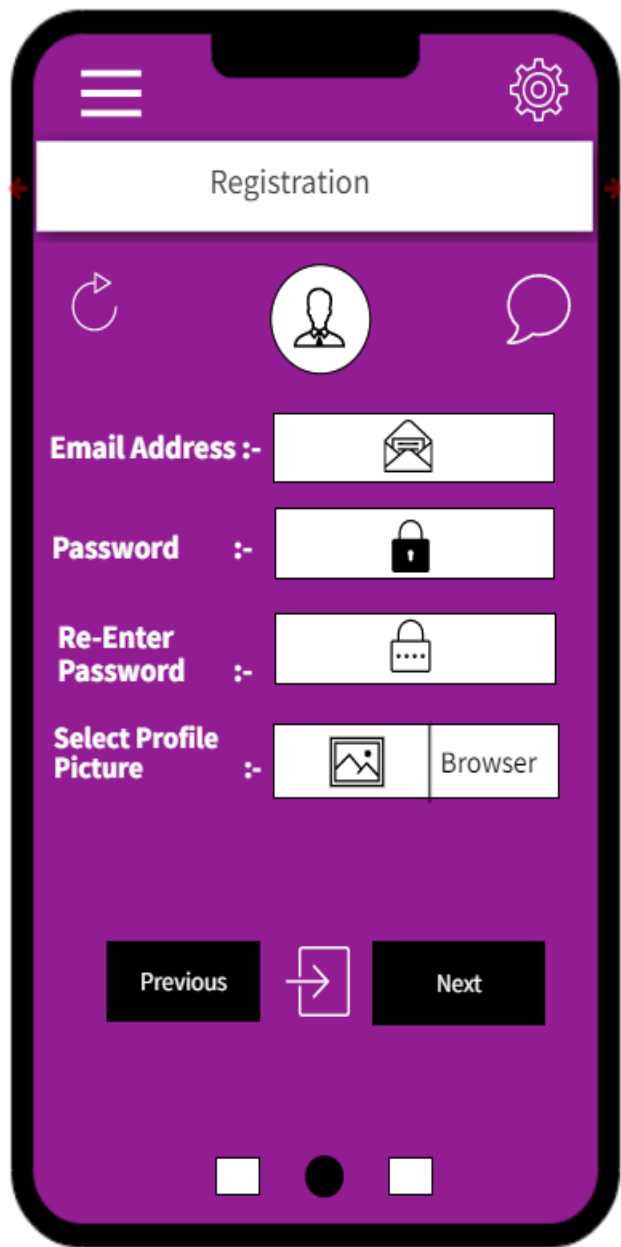 Registration
Email Address :-
Password :-
Re-Enter
Password :-
Select Profile
Picture :-
Browser
Previous
Next